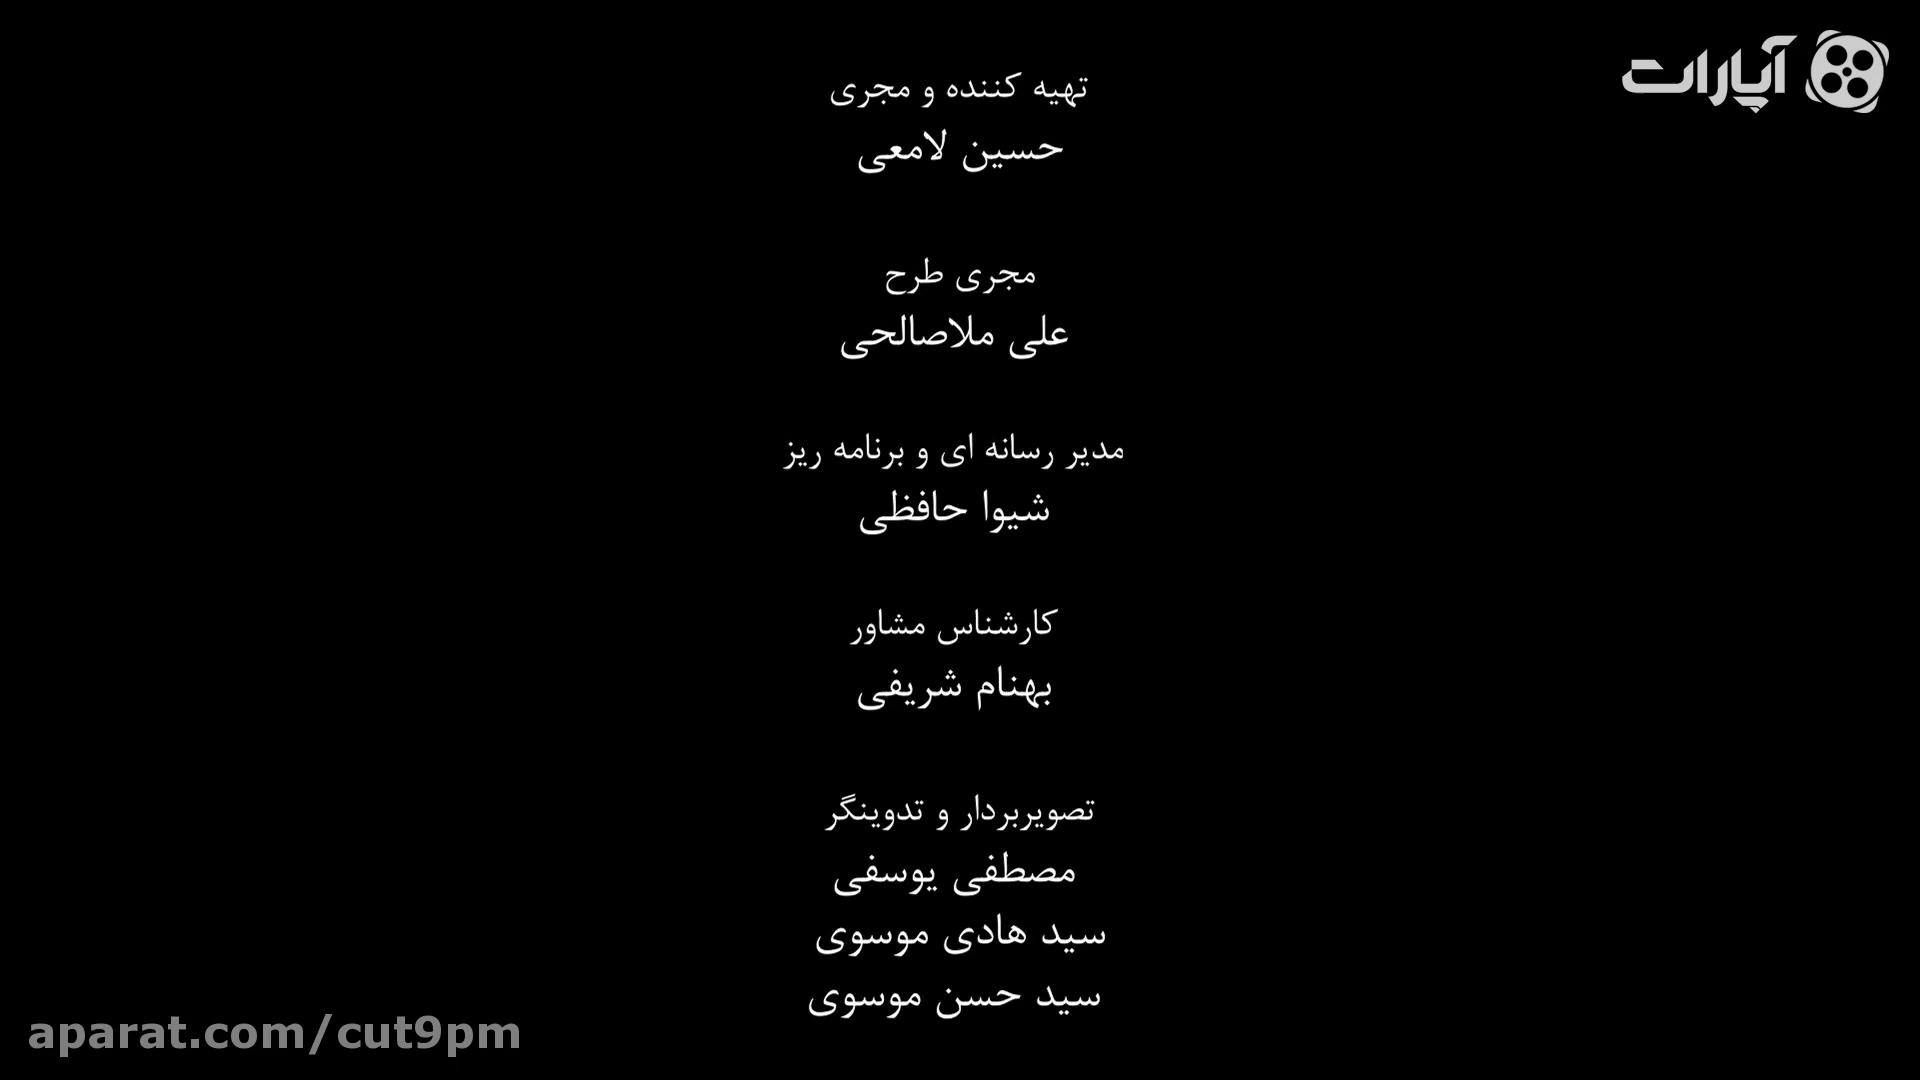 آپارات
تهیه کننده و مجری
حسین لامعی
مجری طرح
علی ملاصالحی
مدیر رسانه ای و برنامه ریز
شیوا حافظی
کارشناس مشاور
بهنام شریفی
تصویربردار و تدوینگر
مصطفی یوسفی
سید هادی موسوی
سید حسن موسوی
aparat.com/cut9pm